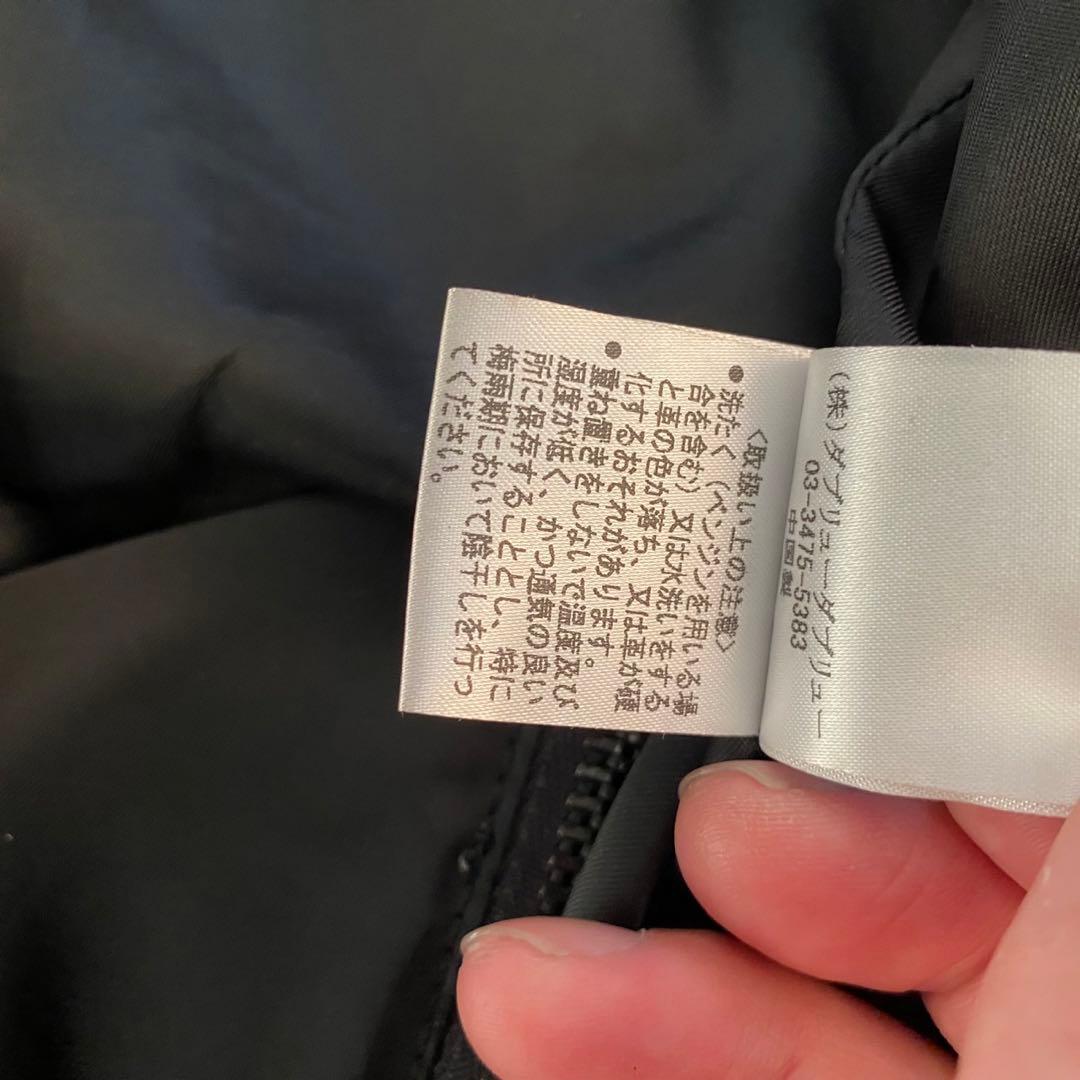 (株)ダブリューダブリュー
03-3475-5383
中国製
〈取扱い上の注意〉
●洗たく(ベンジンを用いる場
合を含む)又は水洗いをする
と革の色が落ち、又は革が硬
化するおそれがあります。
●重ね置きをしないで温度及び
湿度が低く、かつ通気の良い
所に保存することとし、特に
梅雨期において陰干しを行っ
てください。